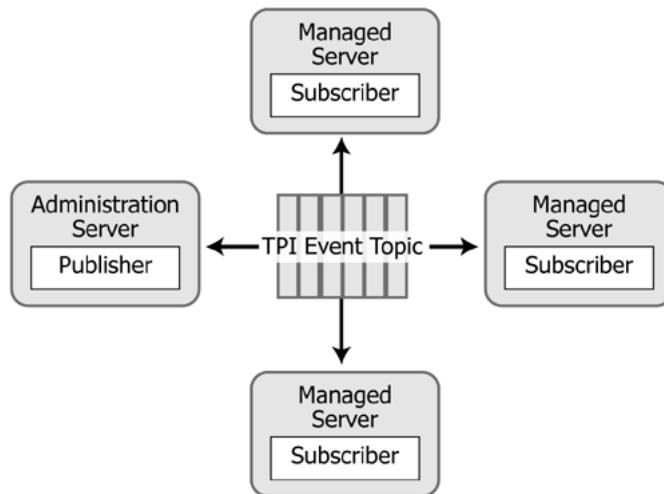 Managed
Server
Subscriber
Administration
Server
Publisher
TPI Event Topic
Managed
Server
Subscriber
Managed
Server
Subscriber